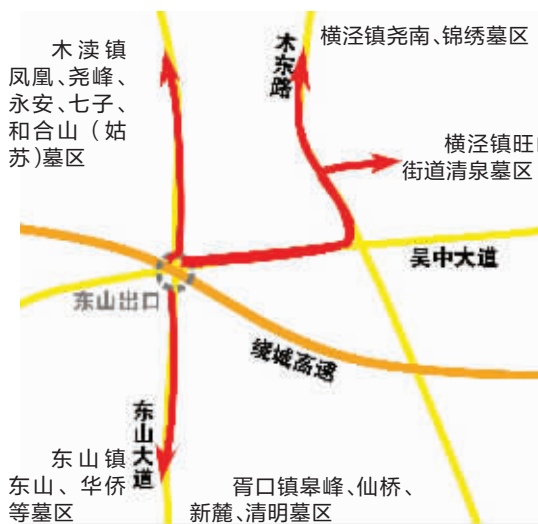 木渎镇
凤凰、尧峰、
永安、七子、
和合山（姑
苏）墓区
木东路
横泾镇尧南、锦绣墓区
横泾镇旺山
街道清泉墓区
吴中大道
东山出口
绕城高速
东山大道
东山镇
东山、华侨
等墓区
胥口镇皋峰、仙桥、
新麓、清明墓区